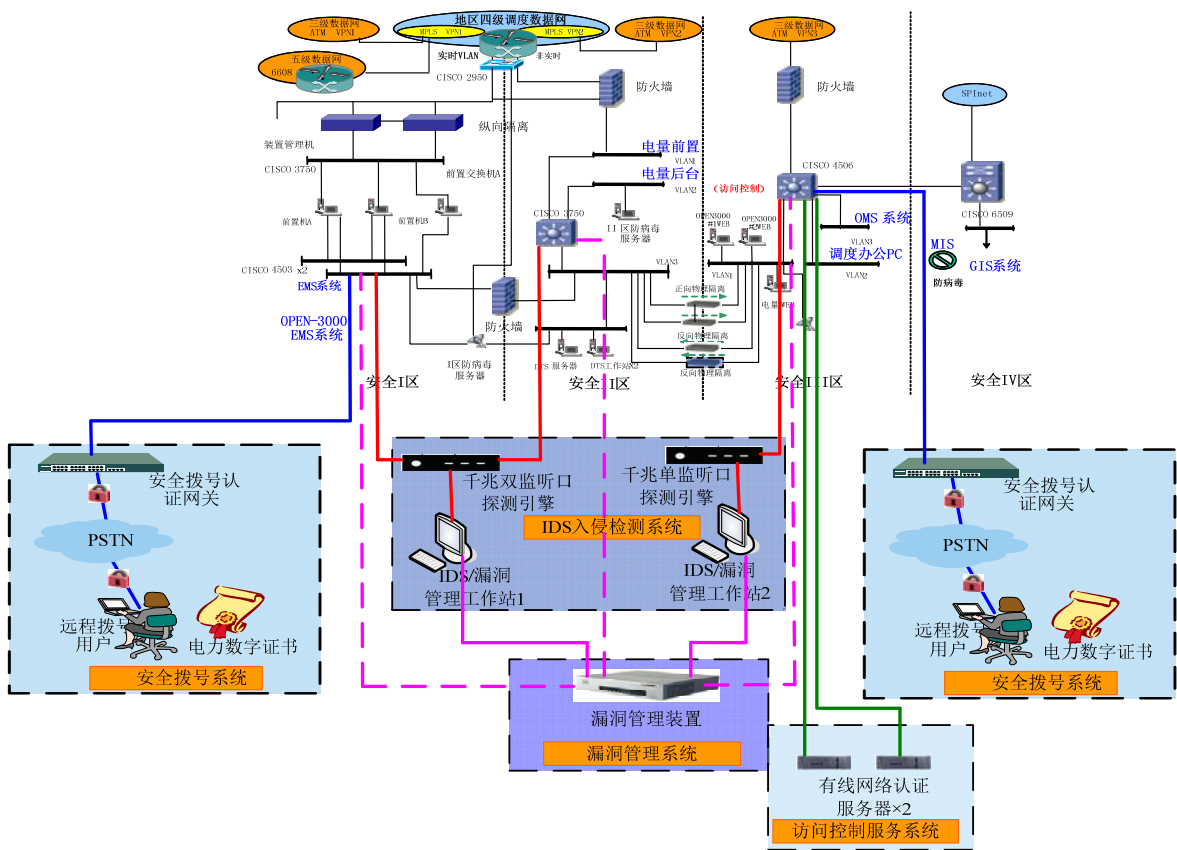 地区四级调度数据网
三级数据网
ATM VPN1
MPLS VPN1
MPLS VPN2
三级数据网
ATM VPN2
三级数据网
ATM VPN3
五级数据网
6608
实时VLAN
非实时
CISCO 2950
防火墙
防火墙
SPInet
纵向隔离
装置管理机
CISCO 3750
前置交换机A
电量前置
VLAN1
电量后台
VLAN2
(访问控制)
CISCO 4506
前置机A
前置机B
CISCO 3750
II区防病毒
服务器
OPEN3000
#1WEB
OPEN3000
#2WEB
OMS 系统
VLAN3
CISCO 6509
MIS
防病毒
GIS系统
调度办公PC
VLAN2
CISCO 4503 x2
EMS系统
VLAN3
VLAN1
正向物理隔离
电量WEB
OPEN-3000
EMS系统
防火墙
反向物理隔离
I区防病毒
服务器
DTS 服务器
DTS工作站X2
反向物理隔离
安全I区
安全II区
安全III区
安全IV区
安全拨号认
证网关
PSTN
远程拨号
用户
电力数字证书
安全拨号系统
千兆双监听口
探测引擎
千兆单监听口
探测引擎
IDS入侵检测系统
IDS/漏洞
管理工作站1
IDS/漏洞
管理工作站2
漏洞管理装置
漏洞管理系统
安全拨号认
证网关
PSTN
远程拨号
用户
电力数字证书
安全拨号系统
有线网络认证
服务器×2
访问控制服务系统